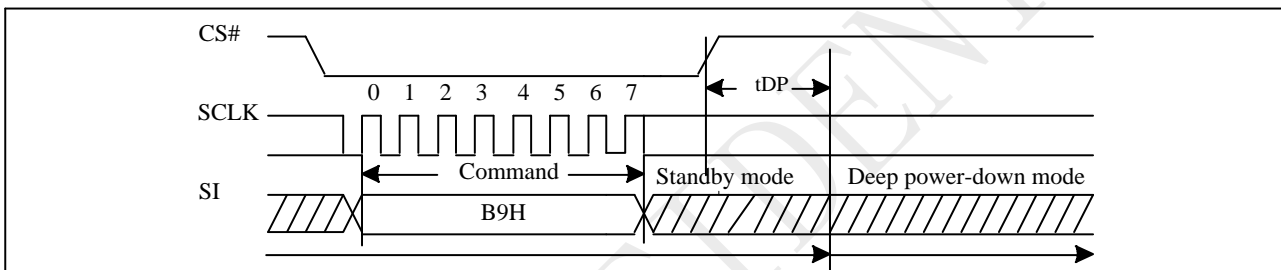 CS#
tDP
0 1 2 3 4 5 6 7
SCLK
Command
Standby mode
Deep power-down mode
SI
B9H